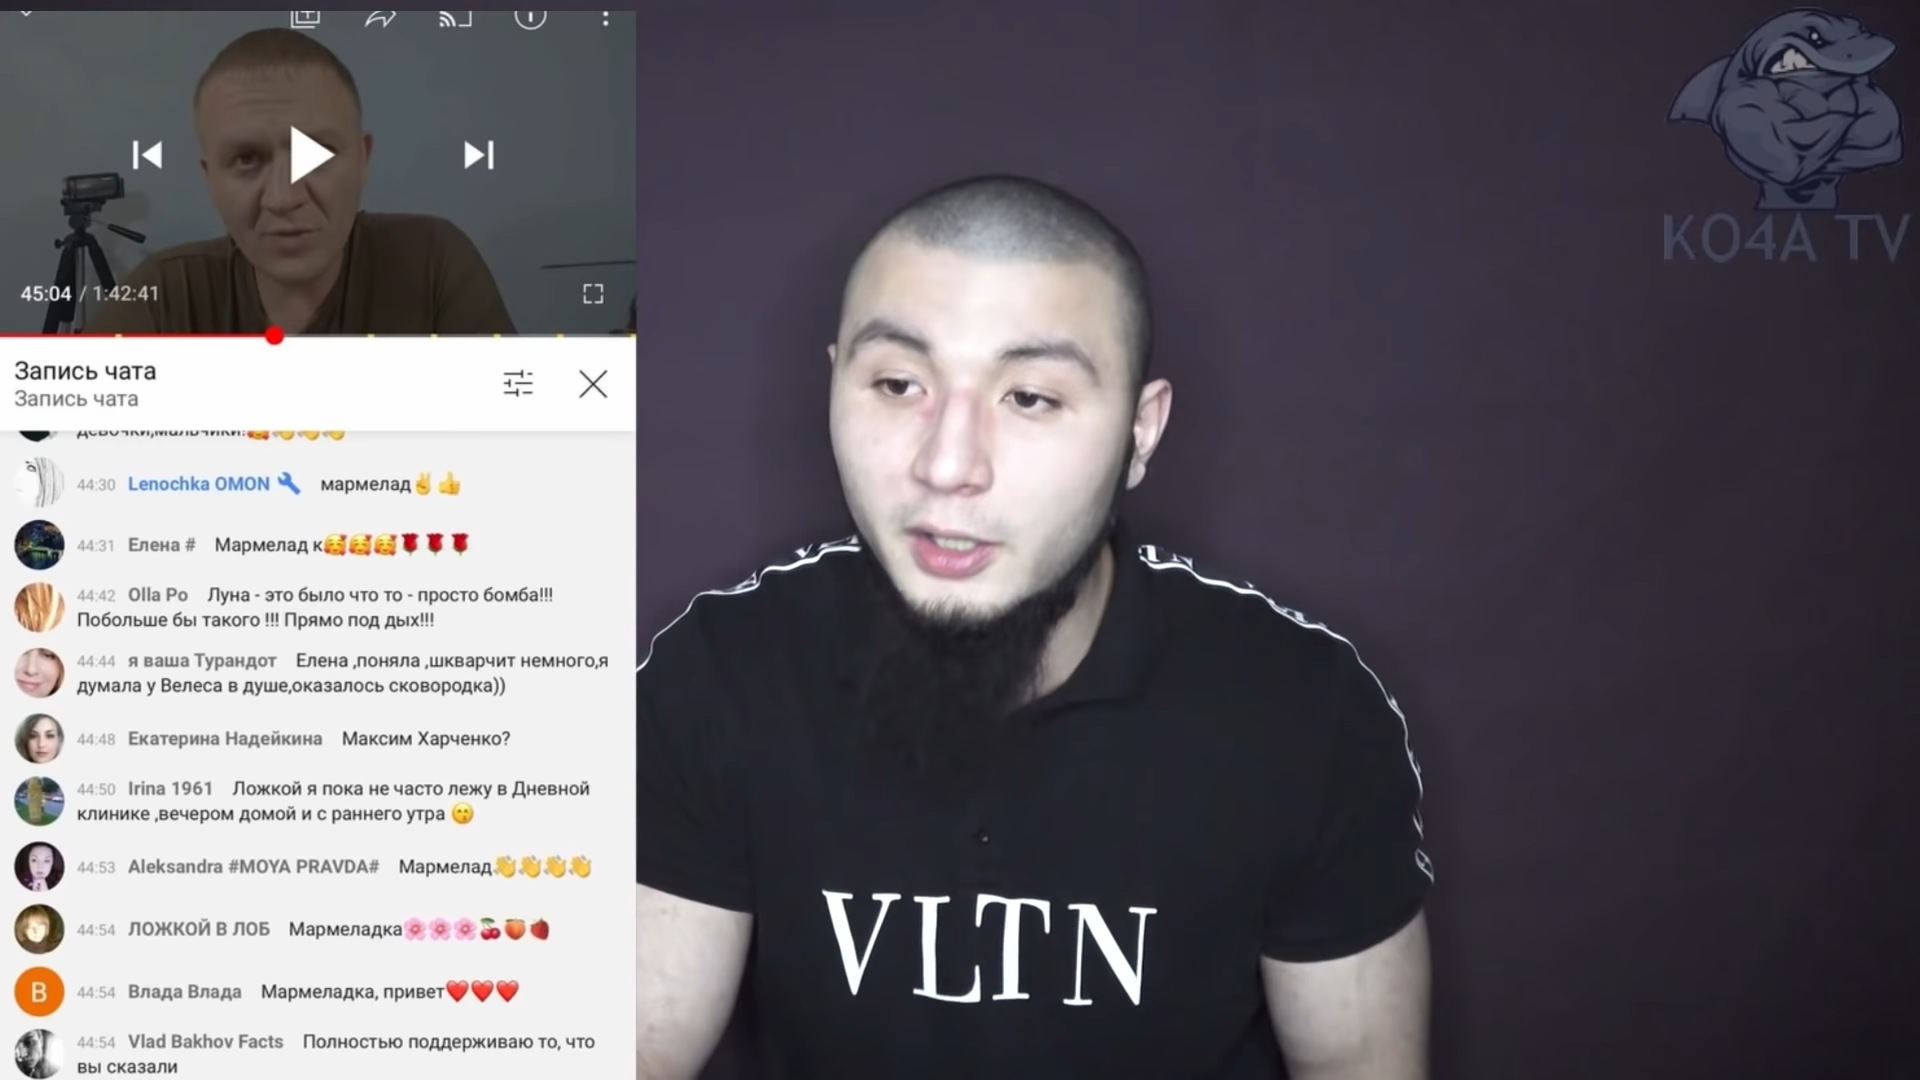 45:04 / 1:42:41
Запись чата
Запись чата
девочки,мальчики!🥰👏👏👏
44:30 Lenochka OMON 🔧 мармелад✌👍
44:31 Елена # Мармелад к🥰🥰🥰🌹🌹🌹
44:42 Olla Po Луна - это было что то - просто бомба!!!
Побольше бы такого !!! Прямо под дых!!!
44:44 я ваша Турандот Елена ,поняла ,шкварчит немного,я
думала у Велеса в душе,оказалось сковородка))
44:48 Екатерина Надейкина Максим Харченко?
44:50 Irina 1961 Ложкой я пока не часто лежу в Дневной
клинике ,вечером домой и с раннего утра 😙
44:53 Aleksandra #MOYA PRAVDA# Мармелад👏👏👏👏
44:54 ЛОЖКОЙ В ЛОБ Мармеладка🌸🌸🌸🍒🍑🍓
В
44:54 Влада Влада Мармеладка, привет❤❤❤
44:54 Vlad Bakhov Facts Полностью поддерживаю то, что
вы сказали
KO4A TV
VLTN